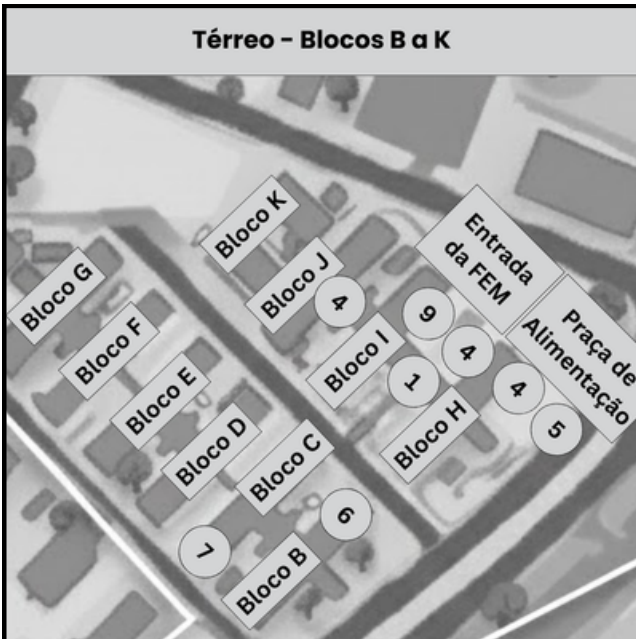 Térreo - Blocos B a K
Bloco K
Bloco J
4
Entrada
da FEM
Praça de
Alimentação
Bloco G
Bloco F
Bloco I
9
4
1
4
5
Bloco E
Bloco H
Bloco D
Bloco C
6
7
Bloco B